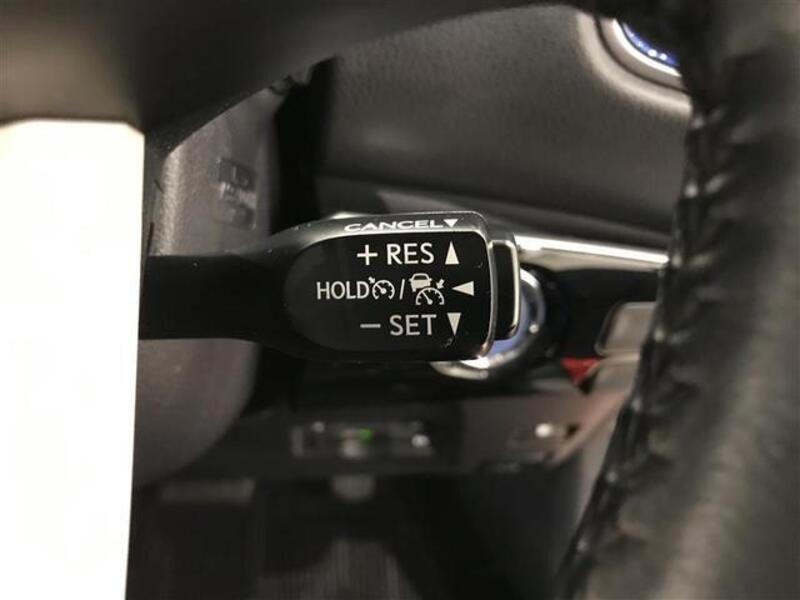 CANCEL▼
+ RES ▲
HOLD / ◀
− SET ▼